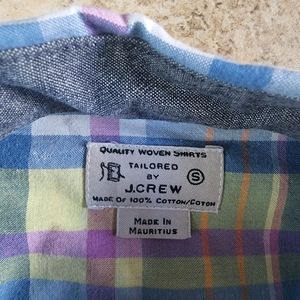 QUALITY WOVEN SHIRTS
TAILORED
BY
S
J.CREW
MADE OF 100% COTTON/COTON
MADE IN
MAURITIUS